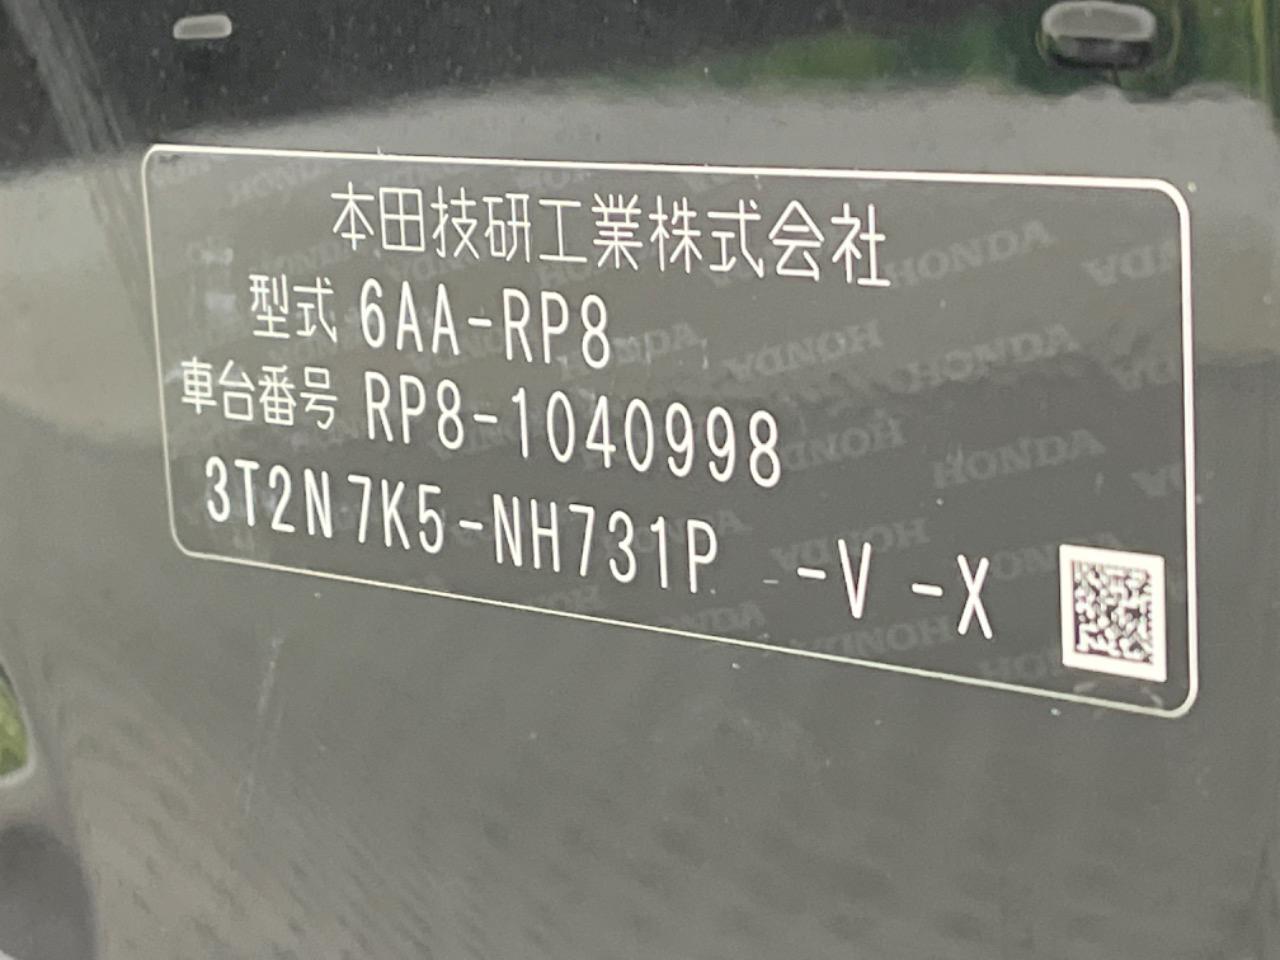 本田技研工業株式会社
型式 6AA-RP8
車台番号 RP8-1040998
3T2N7K5-NH731P -V -X